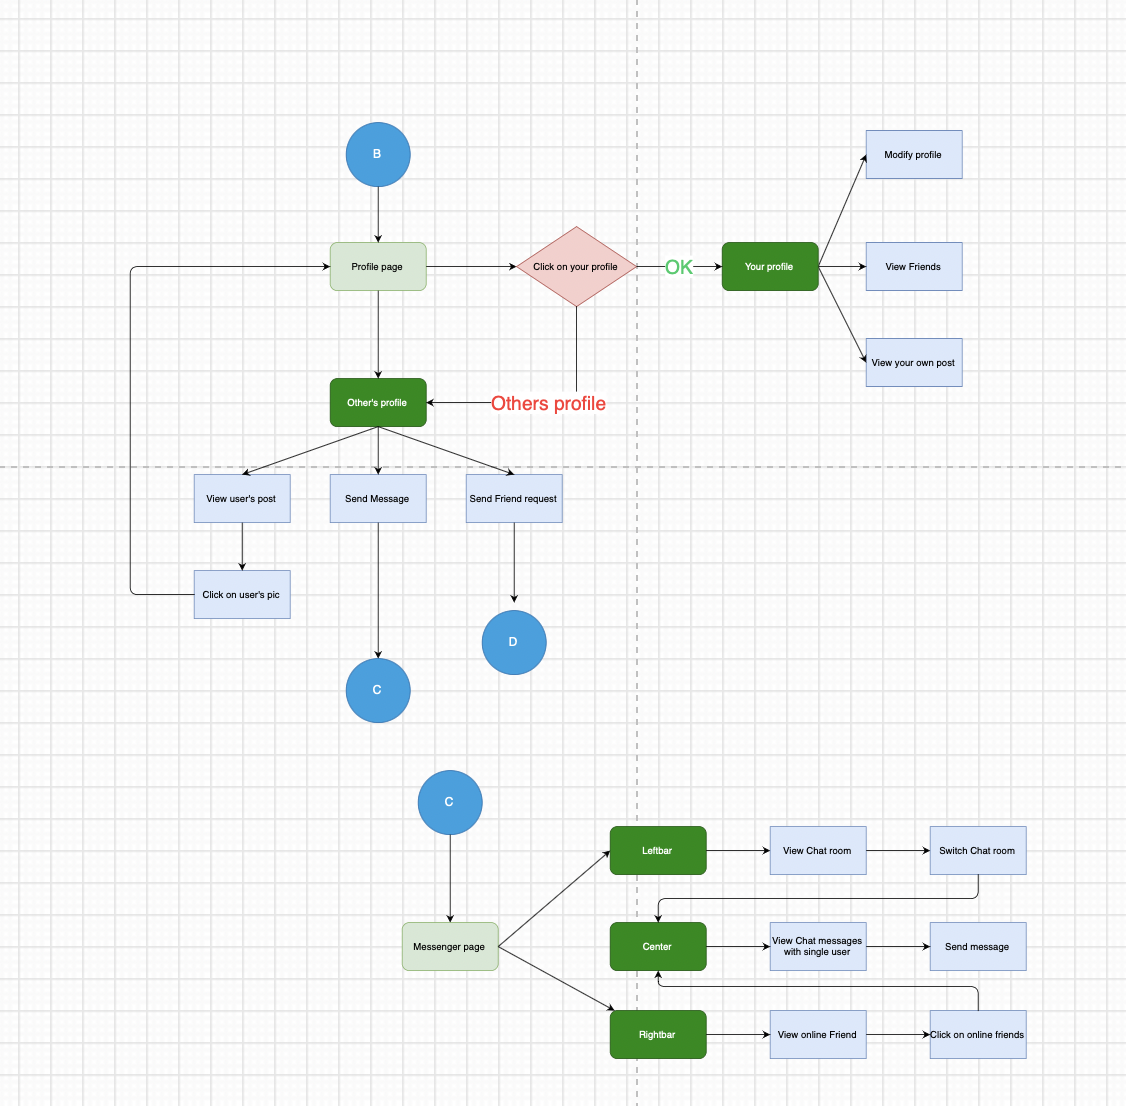 B
Modify profile
Profile page
Click on your profile
OK
Your profile
View Friends
View your own post
Other's profile
Others profile
View user's post
Send Message
Send Friend request
Click on user's pic
D
C
C
Leftbar
View Chat room
Switch Chat room
Messenger page
Center
View Chat messages
with single user
Send message
Rightbar
View online Friend
Click on online friends